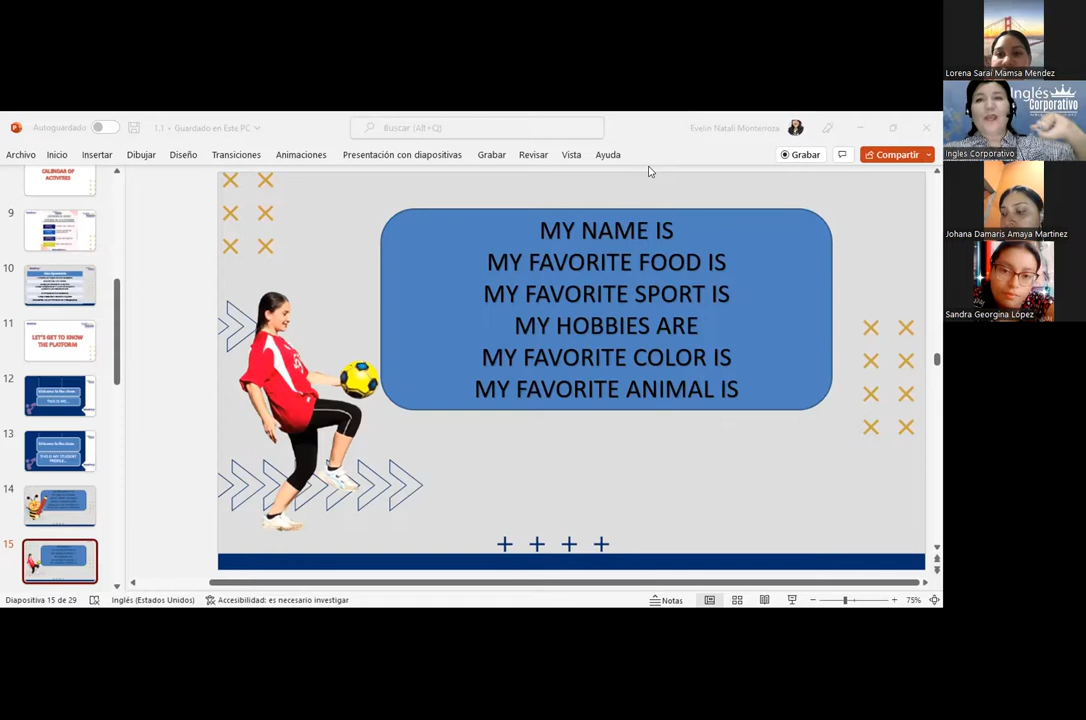 Autoguardado
1.1 • Guardado en Este PC
Buscar (Alt+Q)
Evelin Natali Monterroza
Archivo
Inicio
Insertar
Dibujar
Diseño
Transiciones
Animaciones
Presentación con diapositivas
Grabar
Revisar
Vista
Ayuda
Grabar
Compartir
CALENDAR OF
ACTIVITIES
9
10
11
LET'S GET TO KNOW
THE PLATFORM
12
13
14
15
MY NAME IS
MY FAVORITE FOOD IS
MY FAVORITE SPORT IS
MY HOBBIES ARE
MY FAVORITE COLOR IS
MY FAVORITE ANIMAL IS
Diapositiva 15 de 29
Inglés (Estados Unidos)
Accesibilidad: es necesario investigar
Notas
75%
Lorena Sarai Mamsa Mendez
Inglés
Corporativo
Ingles Corporativo
Johana Damaris Amaya Martinez
Sandra Georgina López